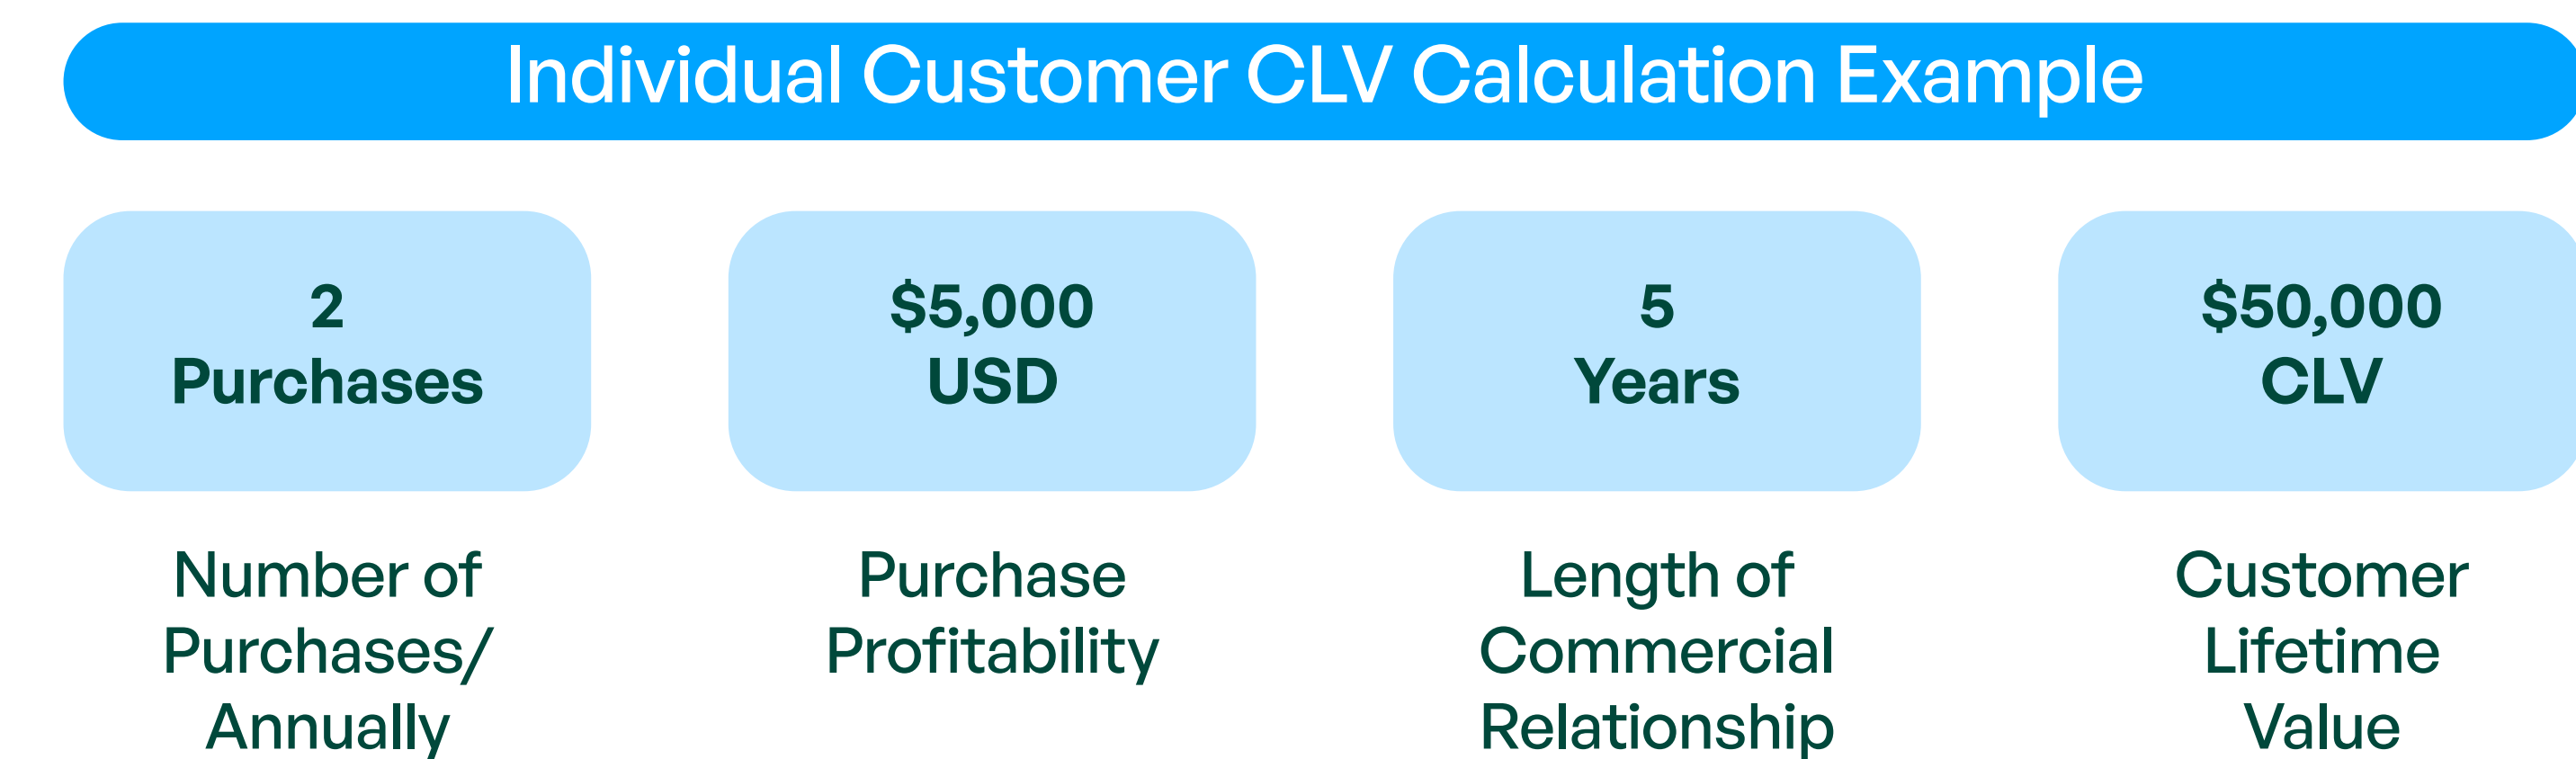 Individual Customer CLV Calculation Example
2
Purchases
$5,000
USD
5
Years
$50,000
CLV
Number of
Purchases/
Annually
Purchase
Profitability
Length of
Commercial
Relationship
Customer
Lifetime
Value